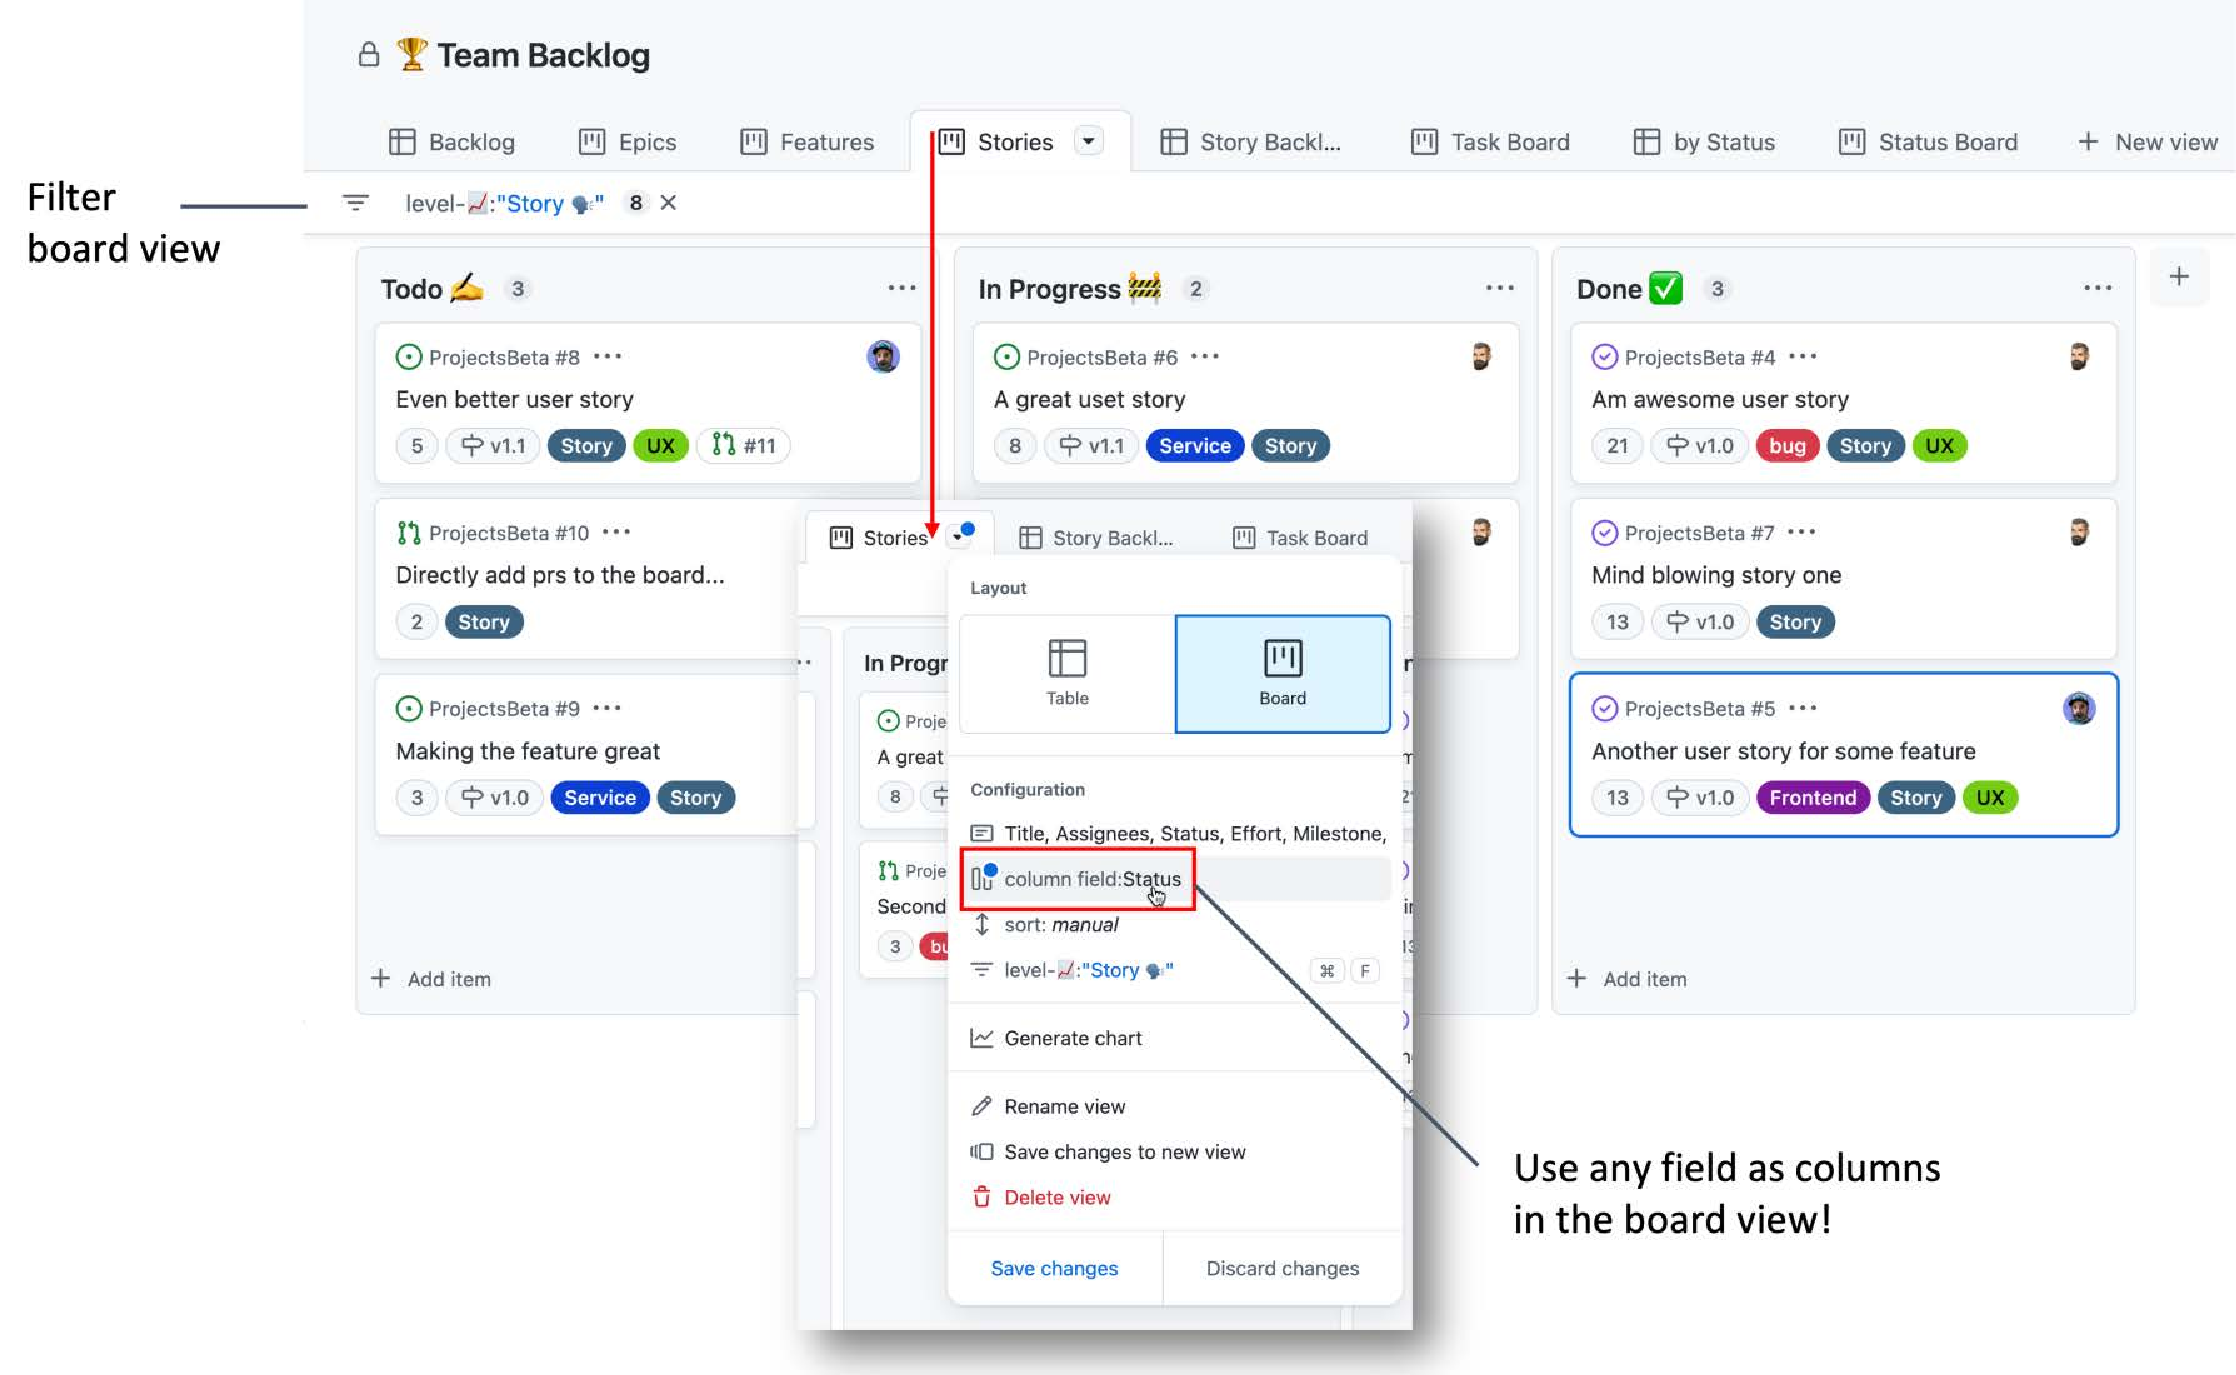 Team Backlog
Backlog
Epics
Features
Stories
Story Backl...
Task Board
by Status
Status Board
+ New view
Filter
board view
level-📈:"Story 🗣️" 8 ×
Todo ✍️ 3 ...
ProjectsBeta #8 ...
Even better user story
5 v1.1 Story UX #11
ProjectsBeta #10 ...
Directly add prs to the board...
2 Story
ProjectsBeta #9 ...
Making the feature great
3 v1.0 Service Story
+ Add item
In Progress 🚧 2 ...
ProjectsBeta #6 ...
A great uset story
8 v1.1 Service Story
Done ✅ 3 ...
ProjectsBeta #4 ...
Am awesome user story
21 v1.0 bug Story UX
ProjectsBeta #7 ...
Mind blowing story one
13 v1.0 Story
ProjectsBeta #5 ...
Another user story for some feature
13 v1.0 Frontend Story UX
+ Add item
Stories
Story Backl...
Task Board
In Progr
Proje
A great
8
Proje
Second
3 bu
Layout
Table
Board
Configuration
Title, Assignees, Status, Effort, Milestone,
column field:Status
sort: manual
level-📈:"Story 🗣️" ⌘ F
Generate chart
Rename view
Save changes to new view
Delete view
Save changes
Discard changes
Use any field as columns
in the board view!